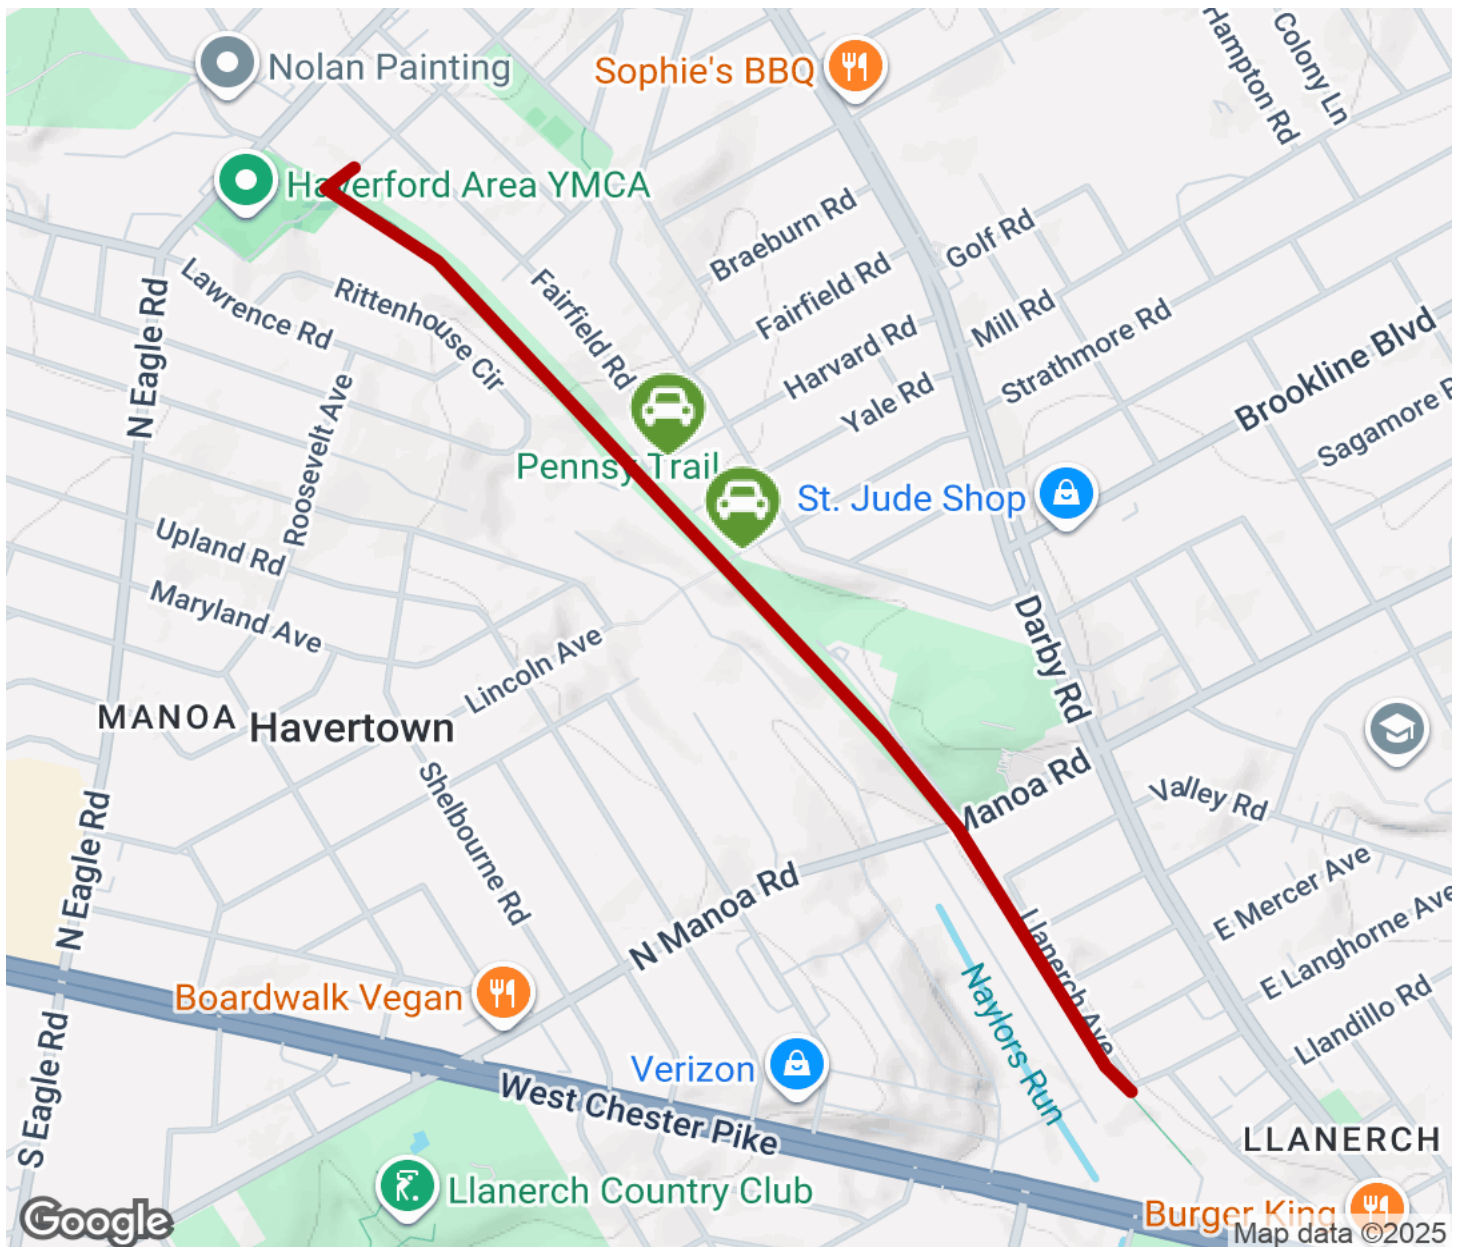 Hampton Rd
Colony Ln
Nolan Painting
Sophie's BBQ
Haverford Area YMCA
Braeburn Rd
Golf Rd
Lawrence Rd
Rittenhouse Cir
Fairfield Rd
Fairfield Rd
Mill Rd
N Eagle Rd
Harvard Rd
Strathmore Rd
Brookline Blvd
Roosevelt Ave
Yale Rd
Sagamore R
Pennsy Trail
St. Jude Shop
Upland Rd
Maryland Ave
Darby Rd
Lincoln Ave
MANOA
Havertown
Manoa Rd
Valley Rd
Shelbourne Rd
N Eagle Rd
N Manoa Rd
E Mercer Ave
E Langhorne Ave
Llanerch Ave
Boardwalk Vegan
Naylors Run
Llandillo Rd
S Eagle Rd
Verizon
West Chester Pike
LLANERCH
Llanerch Country Club
Burger King
Google
Map data ©2025